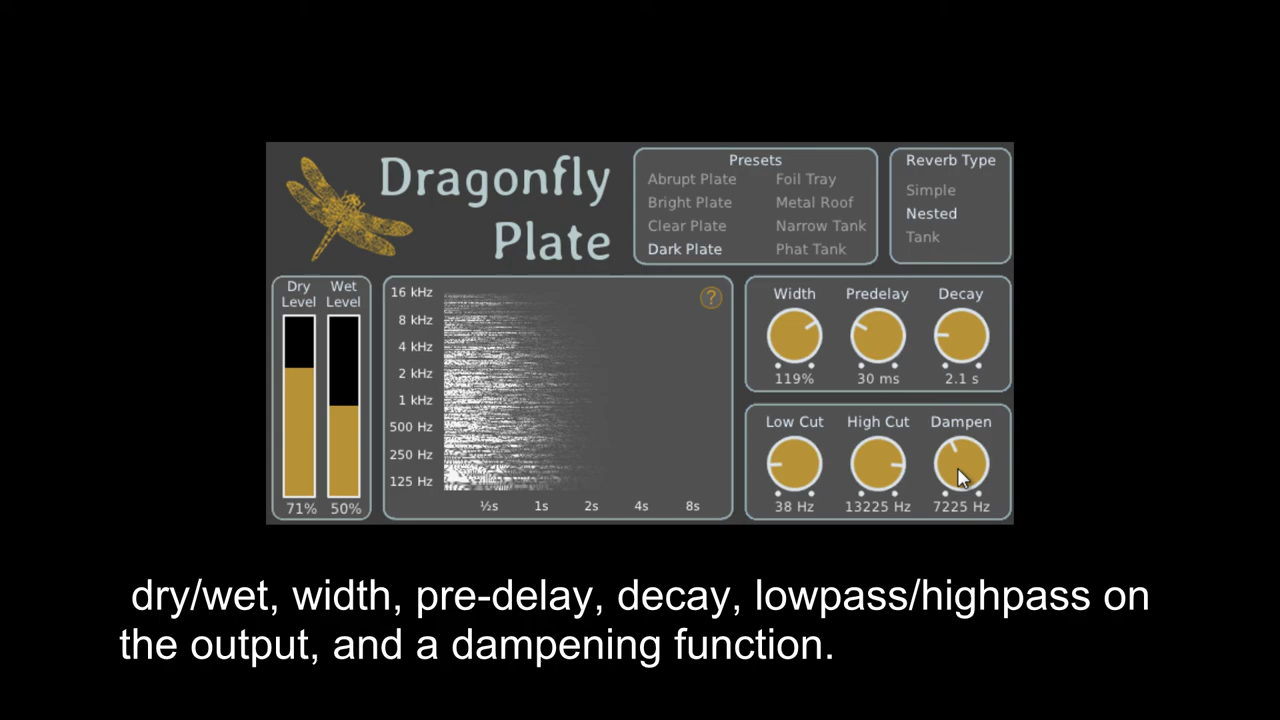 Dragonfly
Plate
Presets
Abrupt Plate
Bright Plate
Clear Plate
Dark Plate
Foil Tray
Metal Roof
Narrow Tank
Phat Tank
Reverb Type
Simple
Nested
Tank
Dry Level
Wet Level
71%
50%
16 kHz
8 kHz
4 kHz
2 kHz
1 kHz
500 Hz
250 Hz
125 Hz
½s
1s
2s
4s
8s
?
Width
119%
Predelay
30 ms
Decay
2.1 s
Low Cut
38 Hz
High Cut
13225 Hz
Dampen
7225 Hz
dry/wet, width, pre-delay, decay, lowpass/highpass on
the output, and a dampening function.